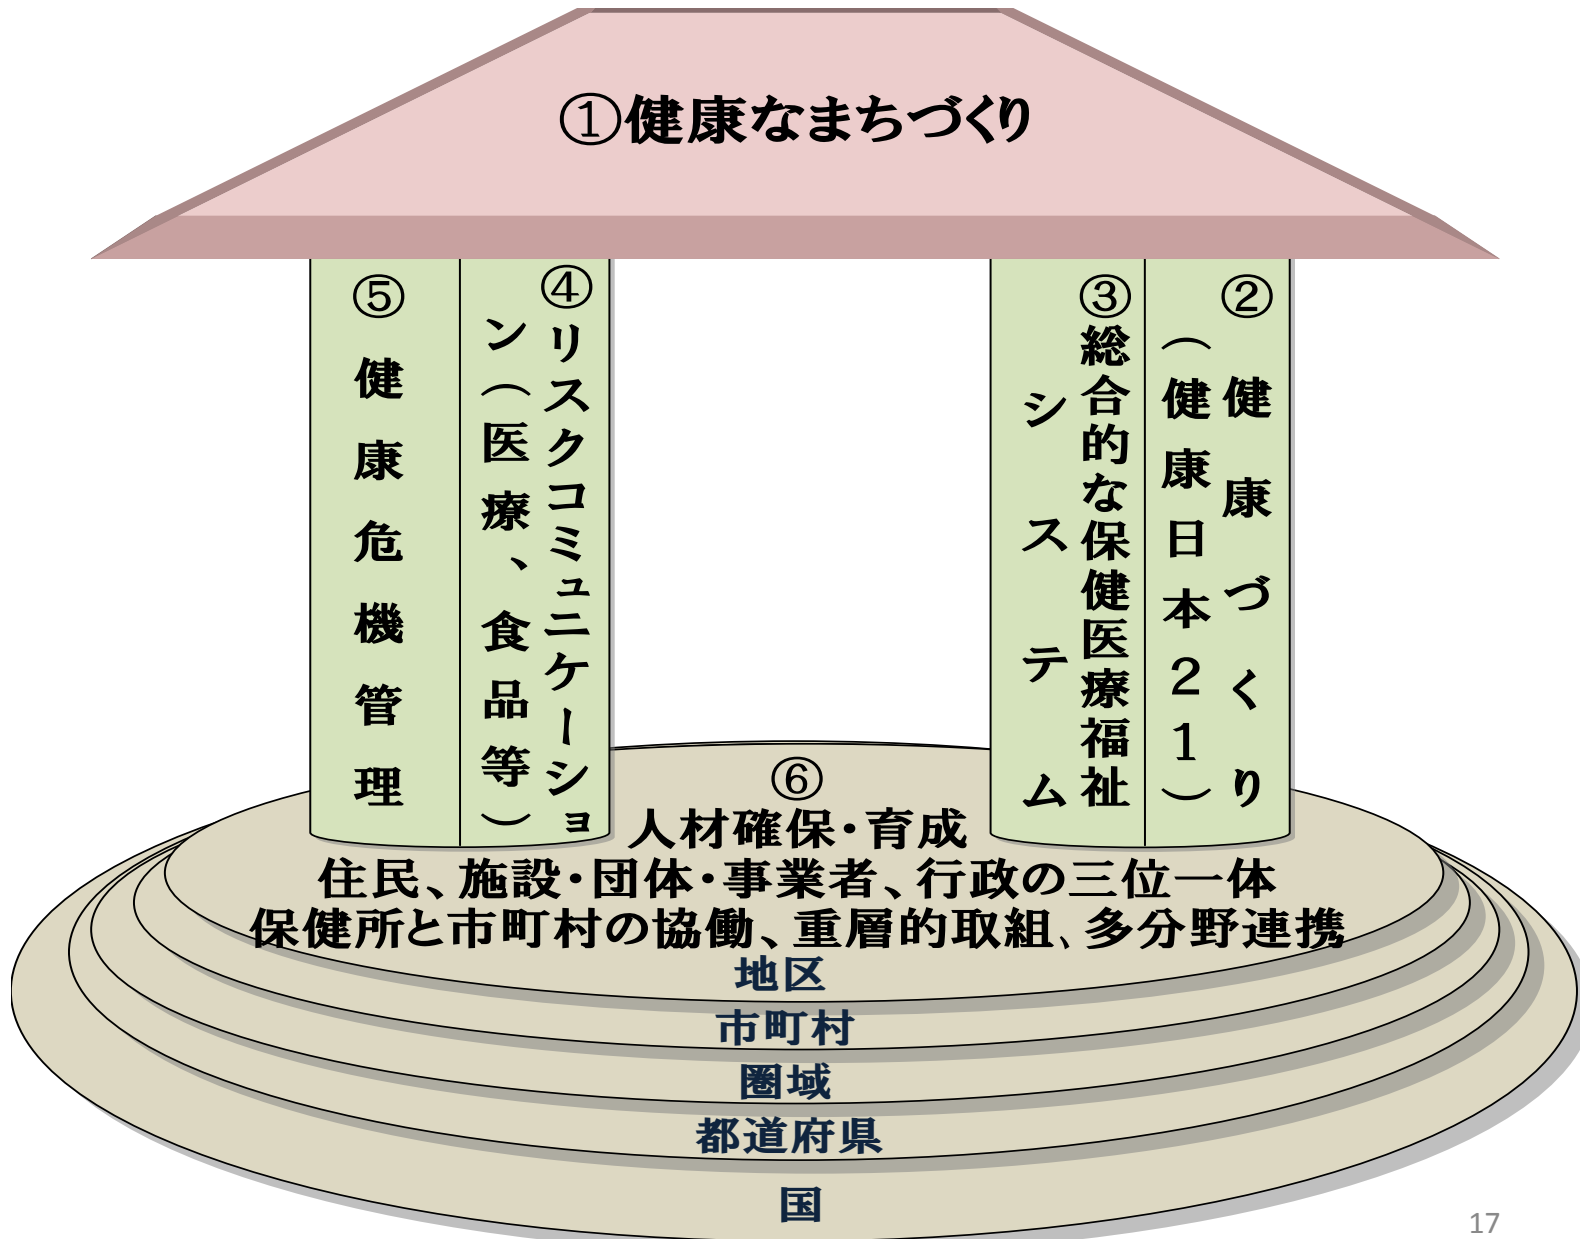 ①健康なまちづくり
②健康づくり
（健康日本２１）
③総合的な保健医療福祉
システム
④リスクコミュニケーショ
ン（医療、食品等）
⑤健康危機管理
⑥
人材確保・育成
住民、施設・団体・事業者、行政の三位一体
保健所と市町村の協働、重層的取組、多分野連携
地区
市町村
圏域
都道府県
国
17